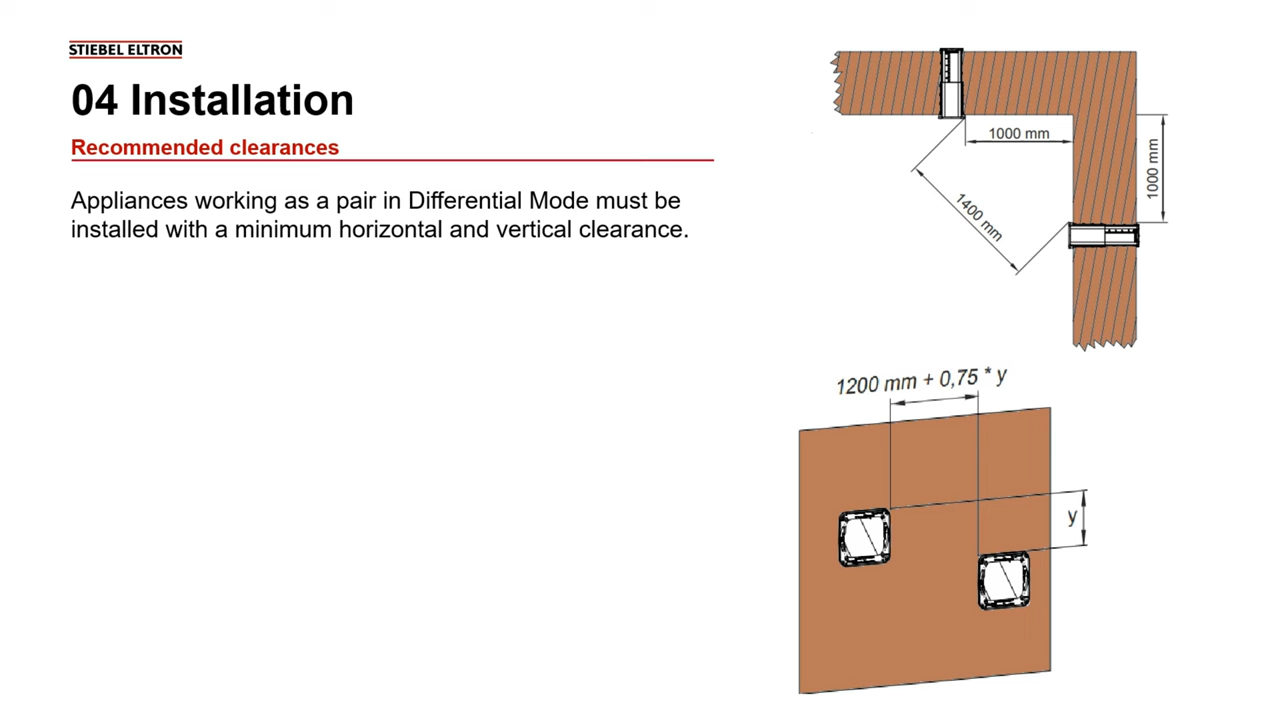 STIEBEL ELTRON
04 Installation
Recommended clearances
Appliances working as a pair in Differential Mode must be
installed with a minimum horizontal and vertical clearance.
1000 mm
1000 mm
1400 mm
1200 mm + 0,75 * y
y